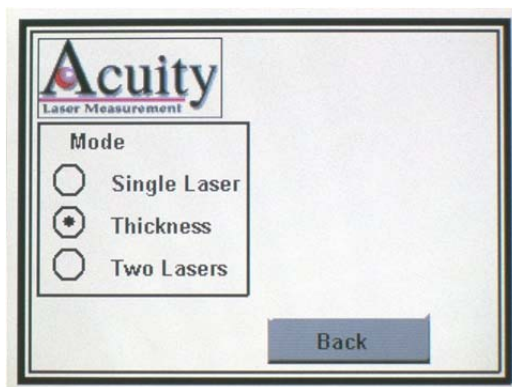 Acuity
Laser Measurement
Mode
Single Laser
Thickness
Two Lasers
Back